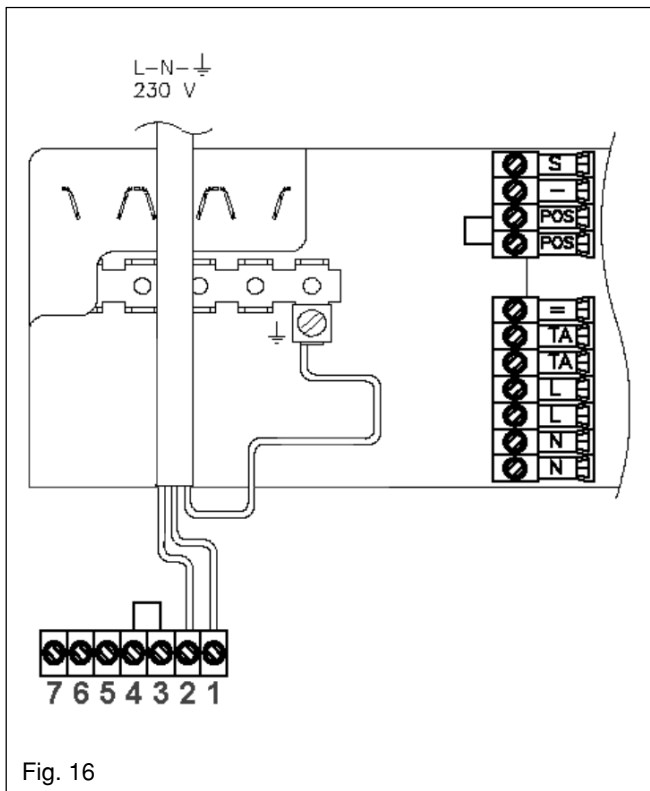 L-N-⏚
230 V
S
-
POS
POS
⏚
=
TA
TA
L
L
N
N
7 6 5 4 3 2 1
Fig. 16